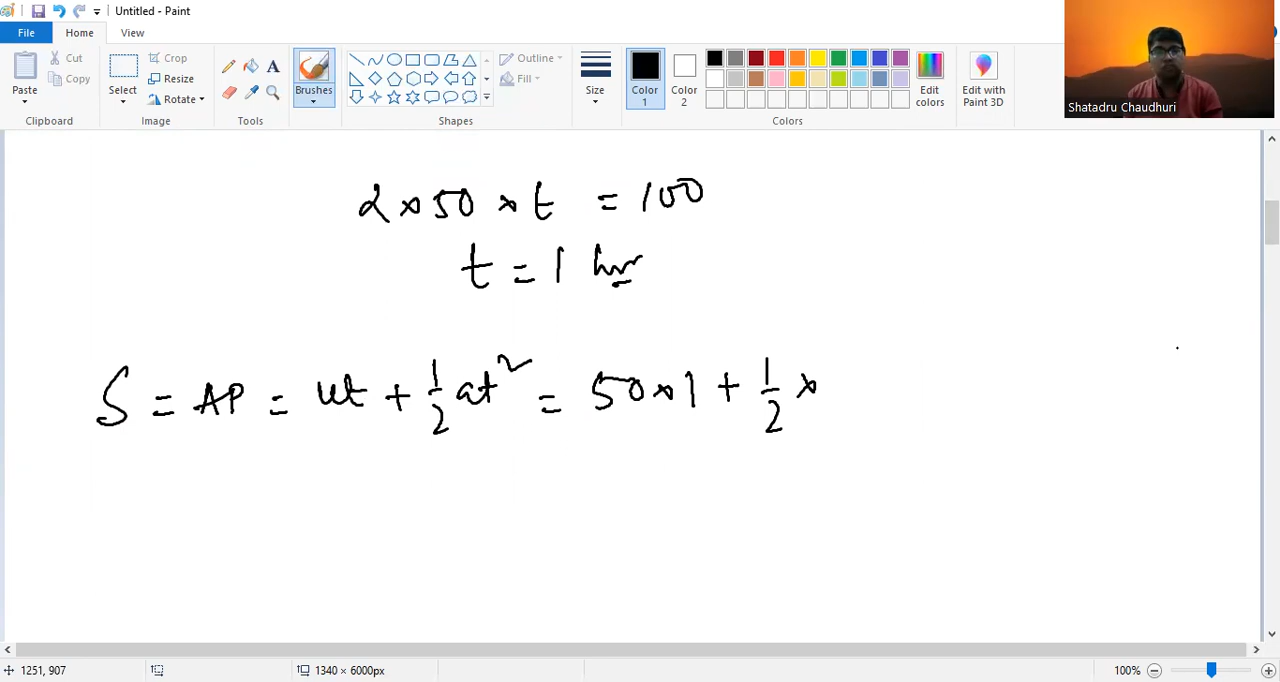 Untitled - Paint
File Home View
Cut
Crop
Outline
Copy
Resize
Fill
Paste Select Rotate Brushes Size Color 1 Color 2 Edit colors Edit with Paint 3D
Clipboard Image Tools Shapes Colors
Shatadru Chaudhuri
2 × 50 × t = 100
t = 1 hr
S = AP = ut + 1/2 at² = 50 × 1 + 1/2 ×
1251, 907 1340 × 6000px 100%